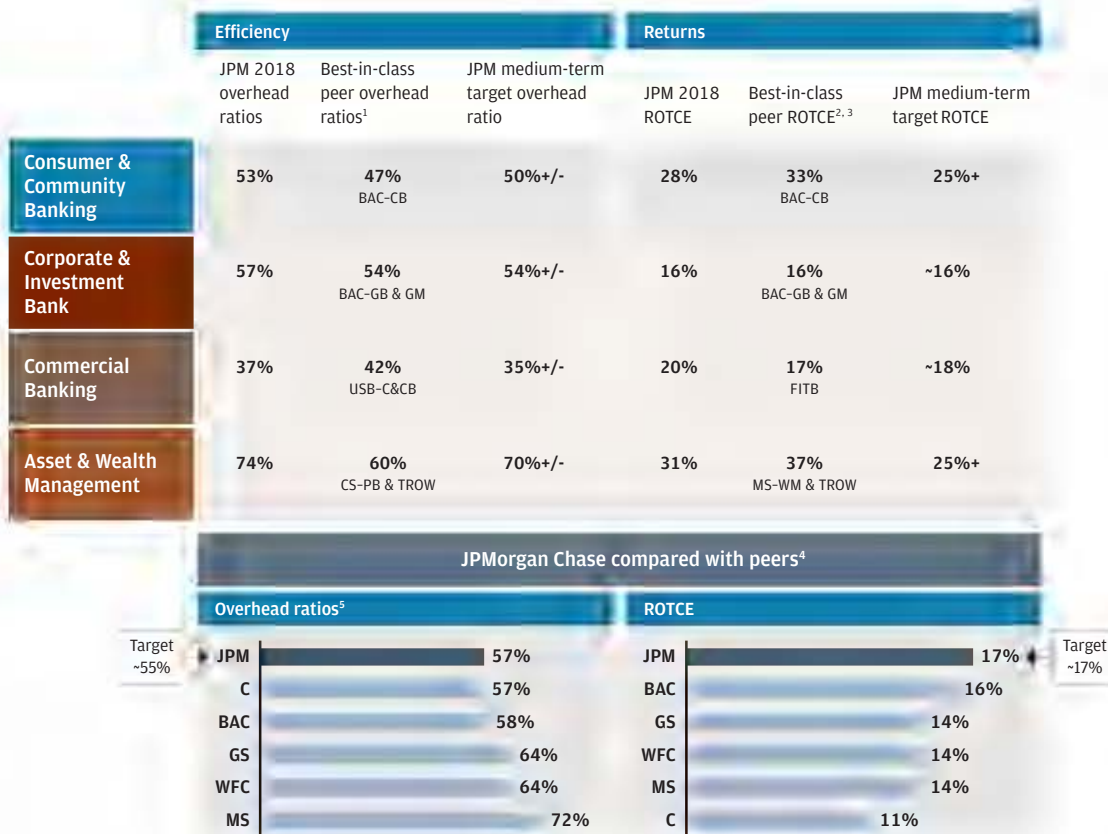 Efficiency
Returns
JPM 2018 overhead ratios
Best-in-class peer overhead ratios1
JPM medium-term target overhead ratio
JPM 2018 ROTCE
Best-in-class peer ROTCE2, 3
JPM medium-term target ROTCE
Consumer & Community Banking
53%
47%
BAC–CB
50%+/-
28%
33%
BAC–CB
25%+
Corporate & Investment Bank
57%
54%
BAC–GB & GM
54%+/-
16%
16%
BAC–GB & GM
~16%
Commercial Banking
37%
42%
USB–C&CB
35%+/-
20%
17%
FITB
~18%
Asset & Wealth Management
74%
60%
CS–PB & TROW
70%+/-
31%
37%
MS–WM & TROW
25%+
JPMorgan Chase compared with peers4
Overhead ratios5
Target ~55%
JPM 57%
C 57%
BAC 58%
GS 64%
WFC 64%
MS 72%
ROTCE
JPM 17%
Target ~17%
BAC 16%
GS 14%
WFC 14%
MS 14%
C 11%